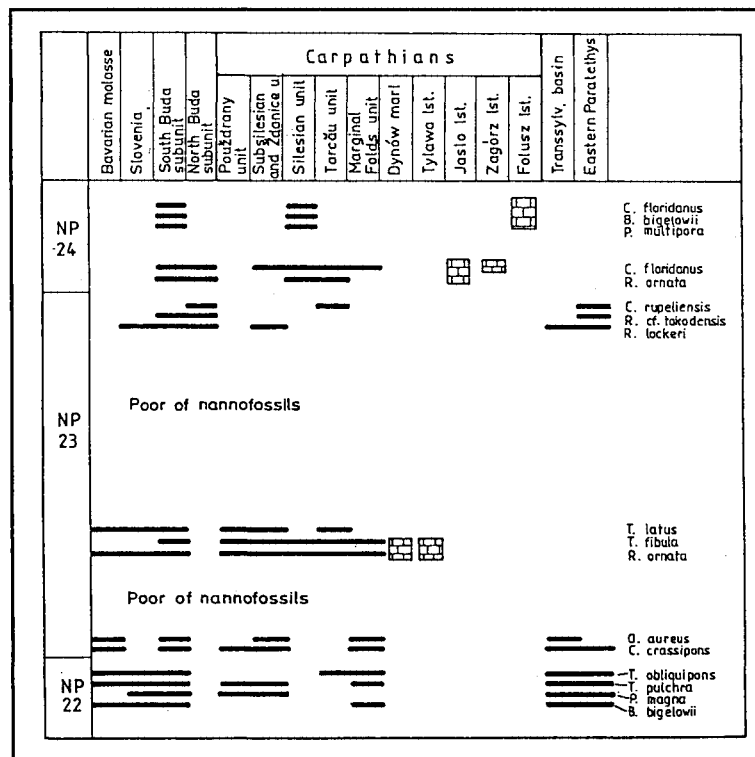 Carpathians
Bavarian molasse
Slovenia
South Buda
subunit
North Buda
subunit
Použdrany
unit
Subsilesian
and Ždanice u.
Silesian unit
Tarcău unit
Marginal
Folds unit
Dynów marl
Tylawa lst.
Jaslo lst.
Zagórz lst.
Folusz lst.
Transsylv. basin
Eastern Paratethys
NP
24
C. floridanus
B. bigelowii
P. multipora
C. floridanus
R. ornata
NP
23
C. rupeliensis
R. cf. takodensis
R. lockeri
Poor of nannofossils
T. latus
T. fibula
R. ornata
Poor of nannofossils
O. aureus
C. crassipons
NP
22
T. obliquipons
T. pulchra
P. magna
B. bigelowii